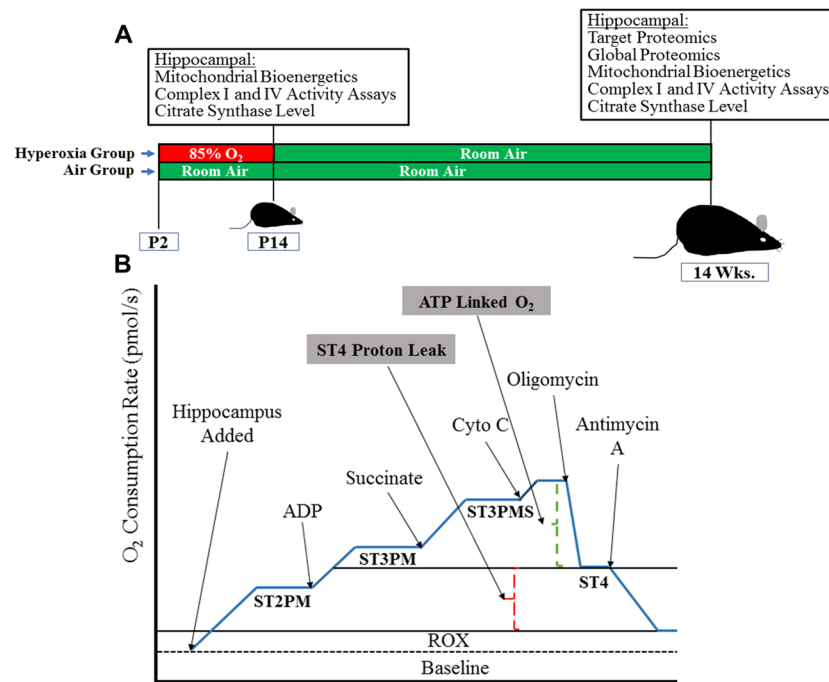 A
Hippocampal:
Mitochondrial Bioenergetics
Complex I and IV Activity Assays
Citrate Synthase Level
Hippocampal:
Target Proteomics
Global Proteomics
Mitochondrial Bioenergetics
Complex I and IV Activity Assays
Citrate Synthase Level
Hyperoxia Group
85% O₂
Room Air
Air Group
Room Air
Room Air
P2
P14
14 Wks.
B
O₂ Consumption Rate (pmol/s)
ATP Linked O₂
ST4 Proton Leak
Oligomycin
Hippocampus
Added
Cyto C
Antimycin
A
Succinate
ADP
ST3PMS
ST3PM
ST2PM
ST4
ROX
Baseline